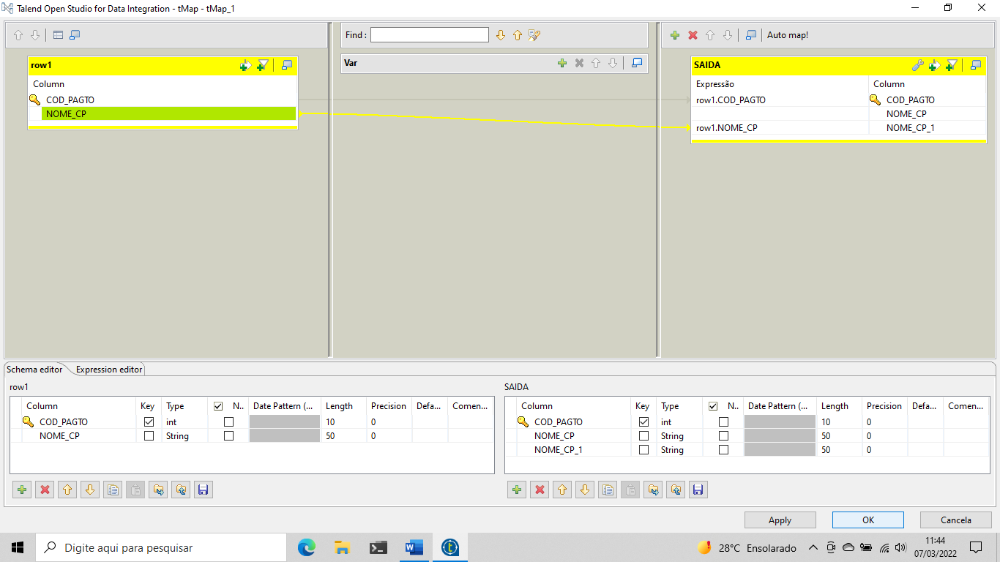 Talend Open Studio for Data Integration - tMap - tMap_1
Find :
Auto map!
row1
Column
COD_PAGTO
NOME_CP
Var
SAIDA
Expressão Column
row1.COD_PAGTO COD_PAGTO
NOME_CP
row1.NOME_CP NOME_CP_1
Schema editor Expression editor
row1
Column Key Type N.. Date Pattern (... Length Precision Defa... Comen...
COD_PAGTO int 10 0
NOME_CP String 50 0
SAIDA
Column Key Type N.. Date Pattern (... Length Precision Defa... Comen...
COD_PAGTO int 10 0
NOME_CP String 50 0
NOME_CP_1 String 50 0
Apply OK Cancela
Digite aqui para pesquisar
28°C Ensolarado
11:44
07/03/2022